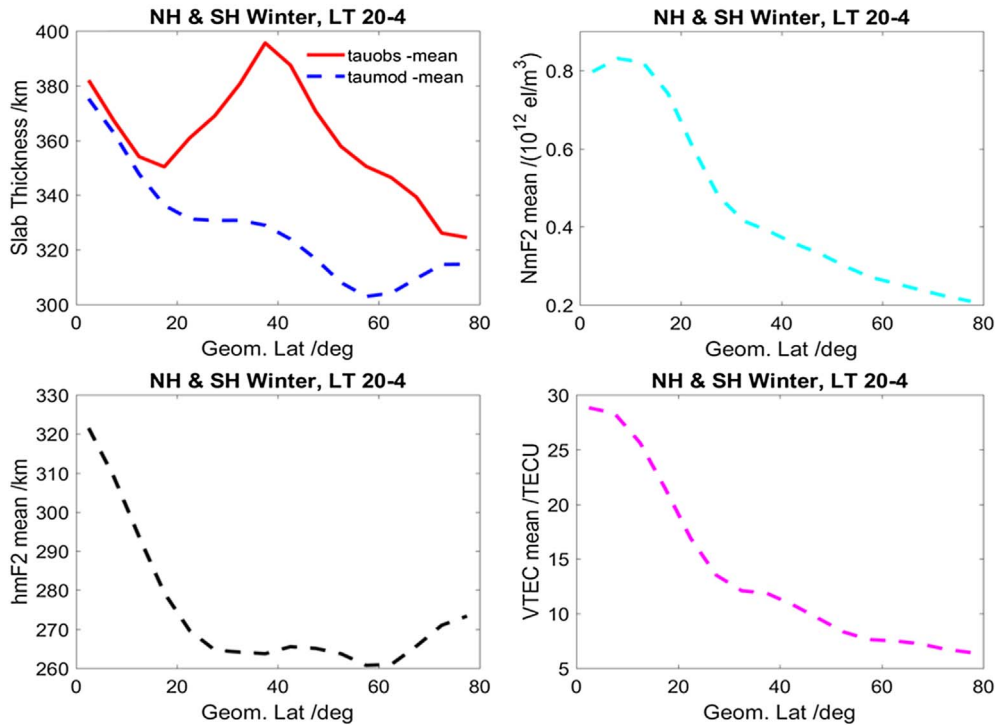 NH & SH Winter, LT 20-4
400
380
360
340
320
300
Slab Thickness /km
tauobs -mean
taumod -mean
0 20 40 60 80
Geom. Lat /deg
NH & SH Winter, LT 20-4
0.8
0.6
0.4
0.2
NmF2 mean /(10¹² el/m³)
0 20 40 60 80
Geom. Lat /deg
NH & SH Winter, LT 20-4
330
320
310
300
290
280
270
260
hmF2 mean /km
0 20 40 60 80
Geom. Lat /deg
NH & SH Winter, LT 20-4
30
25
20
15
10
5
VTEC mean /TECU
0 20 40 60 80
Geom. Lat /deg